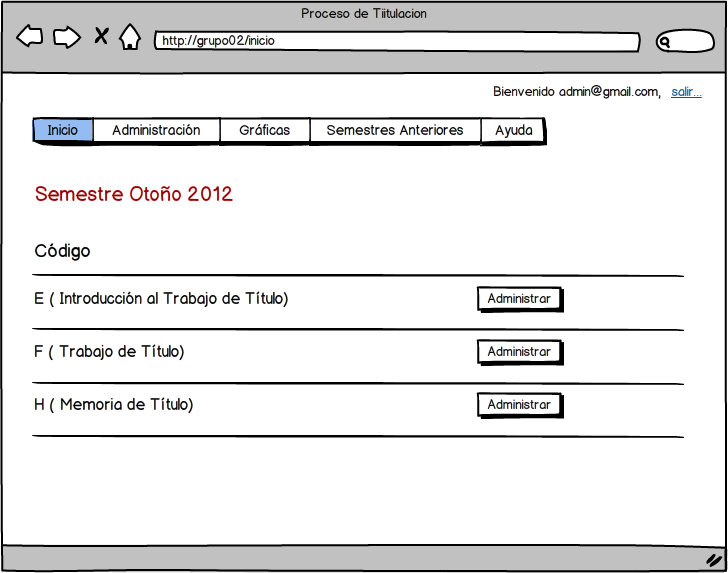 Proceso de Tiitulacion
http://grupo02/inicio
Bienvenido admin@gmail.com, salir...
Inicio Administración Gráficas Semestres Anteriores Ayuda
Semestre Otoño 2012
Código
E ( Introducción al Trabajo de Título) Administrar
F ( Trabajo de Título) Administrar
H ( Memoria de Título) Administrar